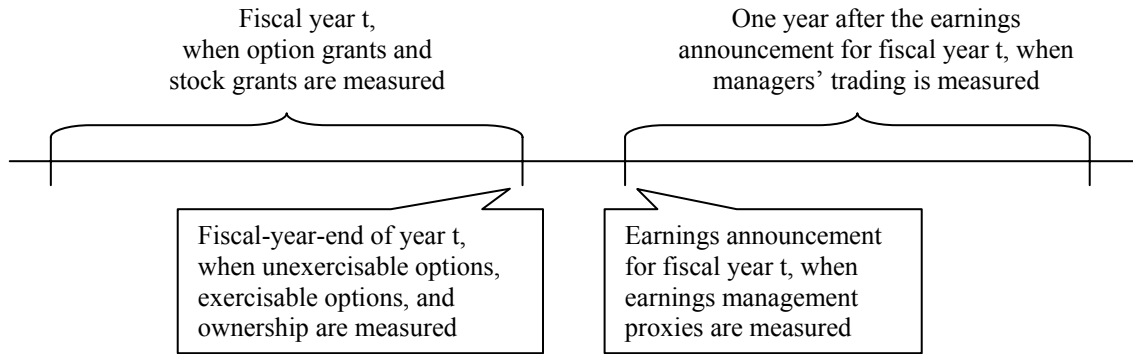 Fiscal year t,
when option grants and
stock grants are measured
One year after the earnings
announcement for fiscal year t, when
managers’ trading is measured
Fiscal-year-end of year t,
when unexercisable options,
exercisable options, and
ownership are measured
Earnings announcement
for fiscal year t, when
earnings management
proxies are measured